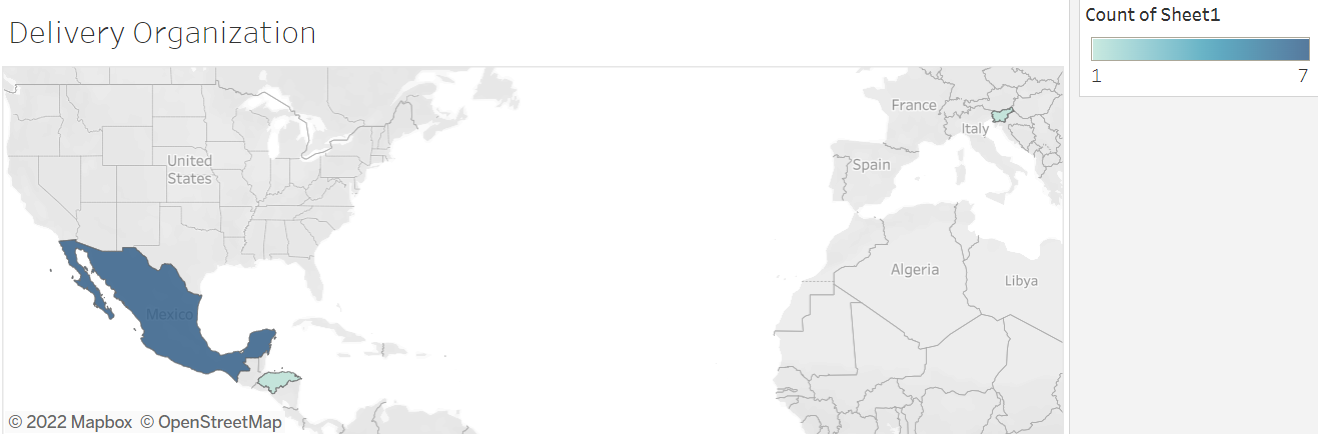 Delivery Organization
Count of Sheet1
1 7
France
Italy
United
States
Spain
Algeria
Libya
Mexico
© 2022 Mapbox © OpenStreetMap